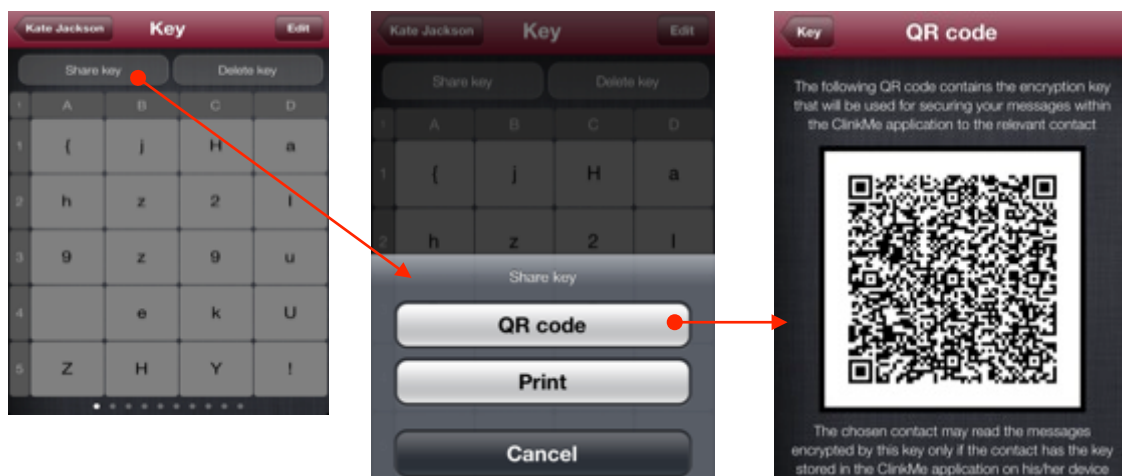 Kate Jackson Key Edit
Share key Delete key
1 A B C D
1 { j H a
2 h z 2 l
3 9 z 9 u
4 e k U
5 Z H Y !
Kate Jackson Key Edit
Share key Delete key
1 A B C D
1 { j H a
2 h z 2 l
Share key
QR code
Print
Cancel
Key QR code
The following QR code contains the encryption key
that will be used for securing your messages within
the ClinkMe application to the relevant contact
The chosen contact may read the messages
encrypted by this key only if the contact has the key
stored in the ClinkMe application on his/her device